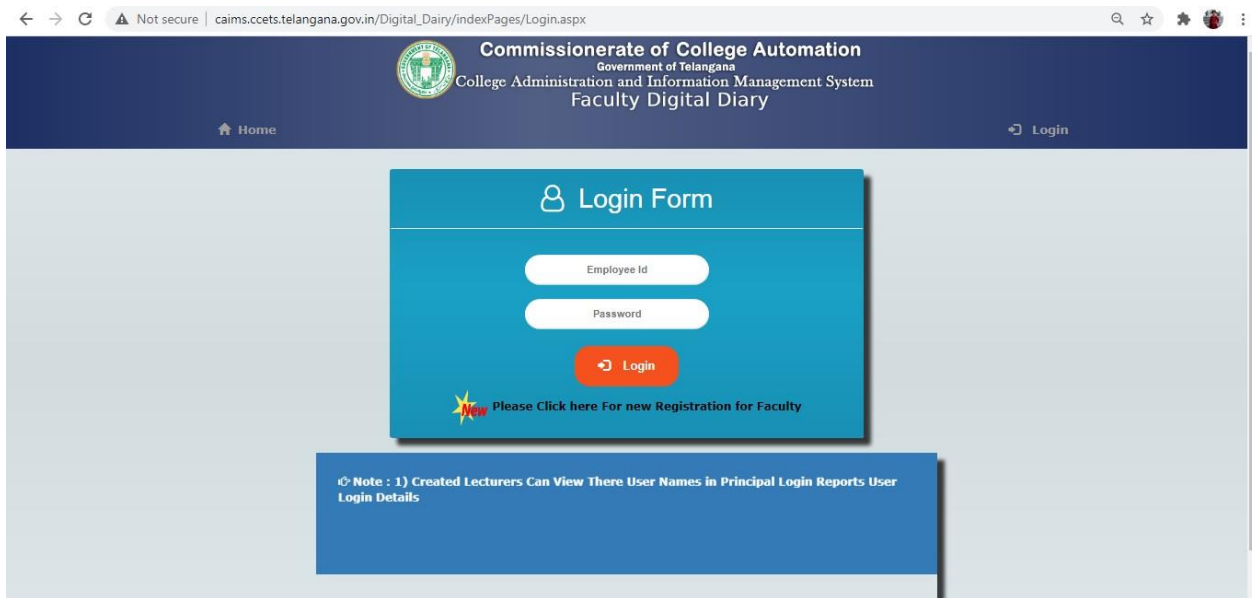 Not secure | caims.ccets.telangana.gov.in/Digital_Dairy/indexPages/Login.aspx
Commissionerate of College Automation
Government of Telangana
College Administration and Information Management System
Faculty Digital Diary
Home
Login
Login Form
Employee Id
Password
Login
New Please Click here For new Registration for Faculty
Note : 1) Created Lecturers Can View There User Names in Principal Login Reports User
Login Details